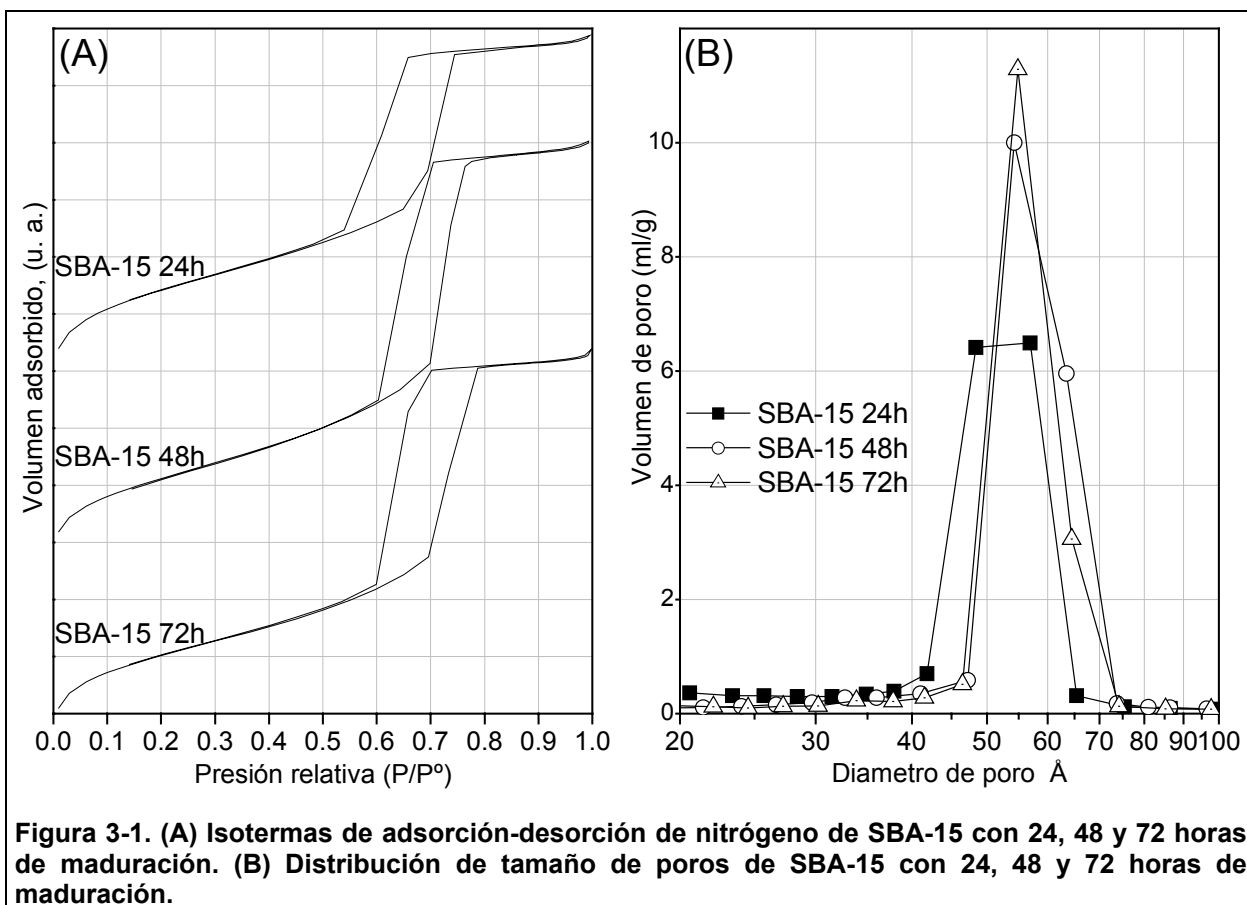 (A)
Volumen adsorbido, (u. a.)
SBA-15 24h
SBA-15 48h
SBA-15 72h
0.0 0.1 0.2 0.3 0.4 0.5 0.6 0.7 0.8 0.9 1.0
Presión relativa (P/Pº)
(B)
Volumen de poro (ml/g)
10
8
6
4
2
0
SBA-15 24h
SBA-15 48h
SBA-15 72h
20 30 40 50 60 70 80 90 100
Diametro de poro Å
Figura 3-1. (A) Isotermas de adsorción-desorción de nitrógeno de SBA-15 con 24, 48 y 72 horas
de maduración. (B) Distribución de tamaño de poros de SBA-15 con 24, 48 y 72 horas de
maduración.